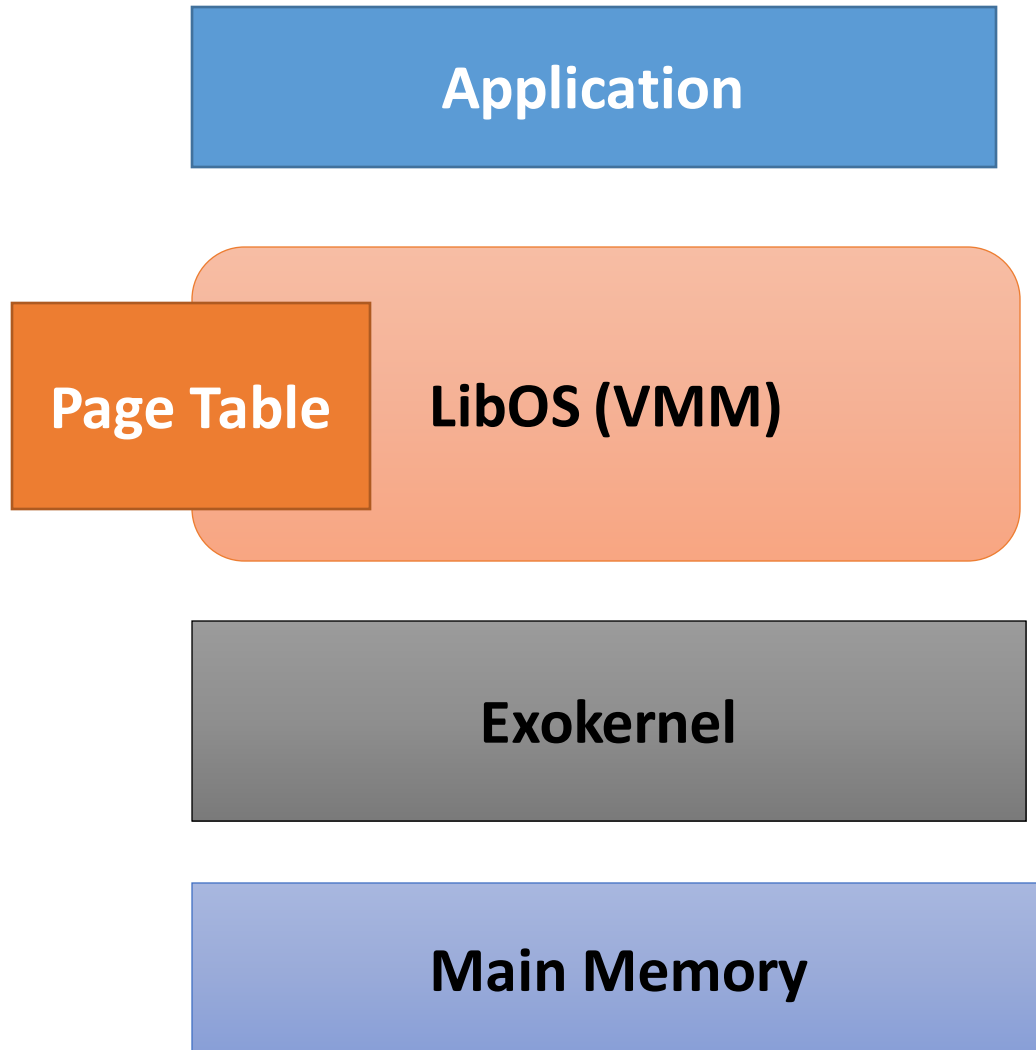 Application
Page Table
LibOS (VMM)
Exokernel
Main Memory